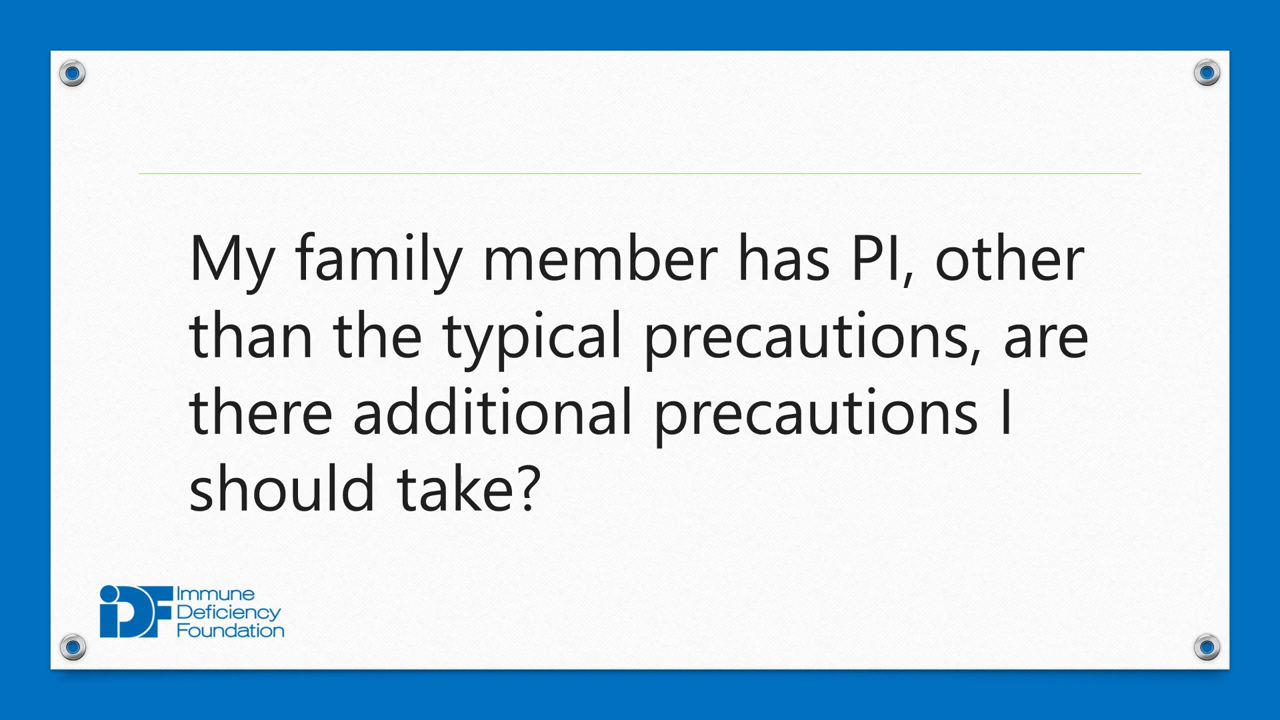 My family member has PI, other
than the typical precautions, are
there additional precautions I
should take?
iDF Immune
Deficiency
Foundation